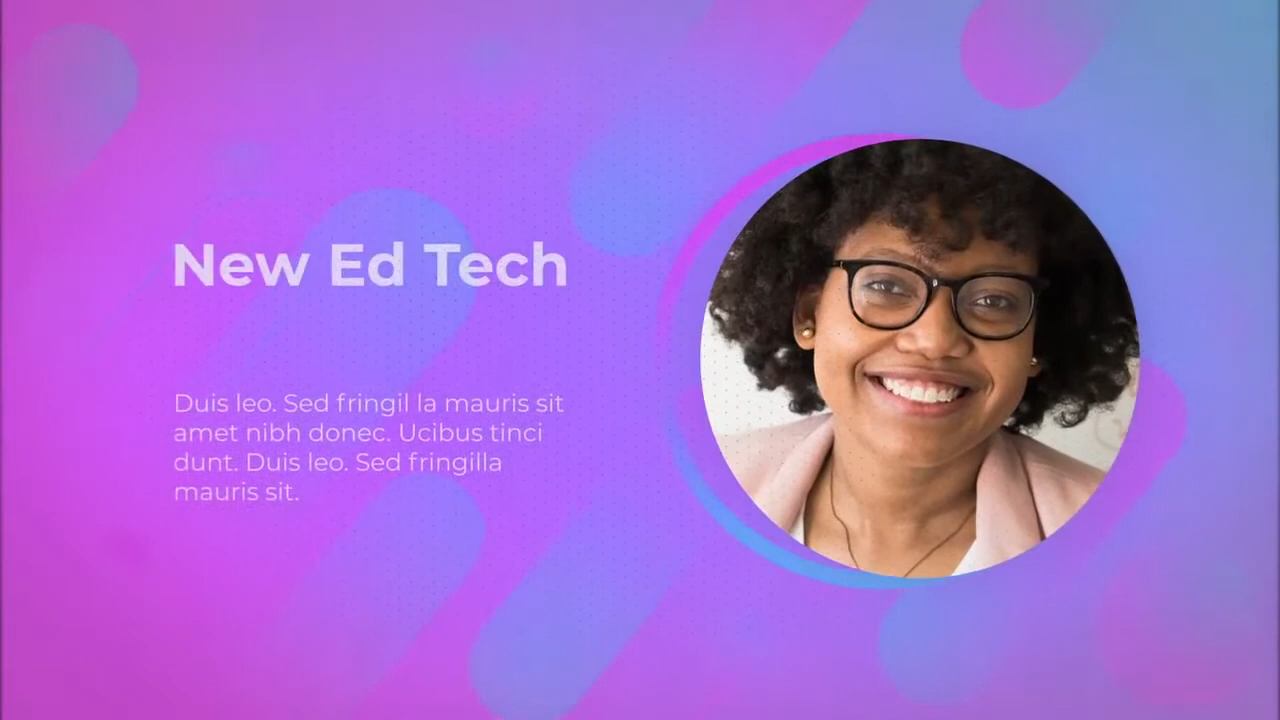 New Ed Tech
Duis leo. Sed fringil la mauris sit
amet nibh donec. Ucibus tinci
dunt. Duis leo. Sed fringilla
mauris sit.